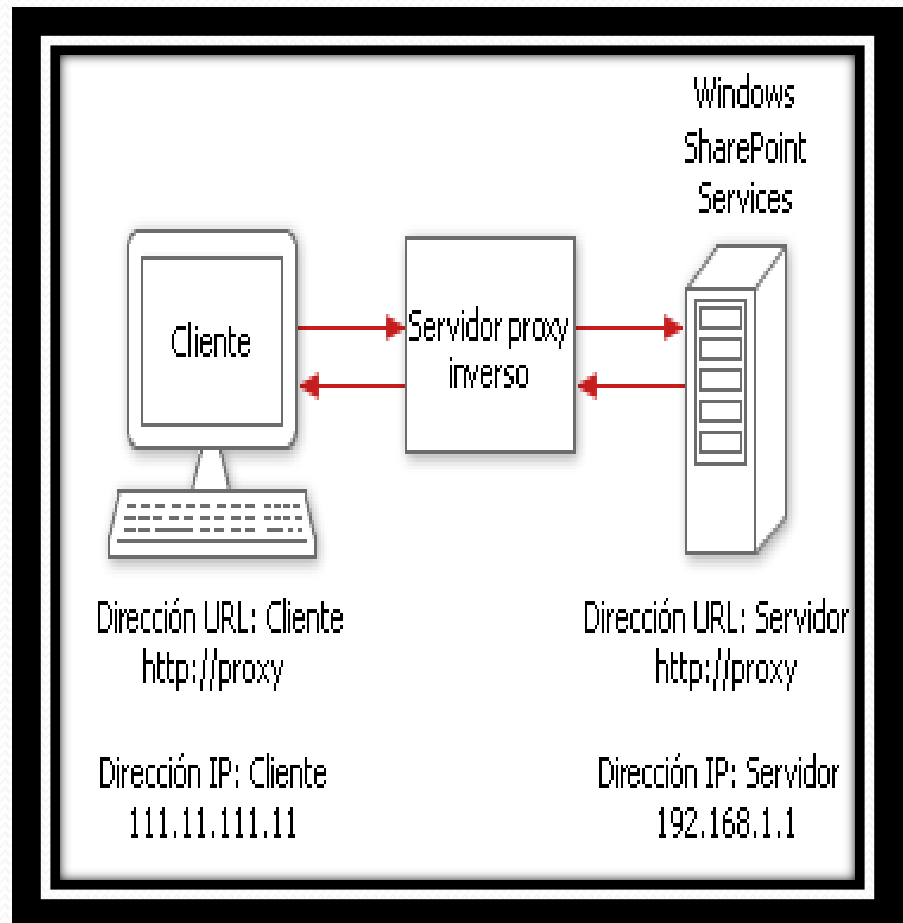 Windows
SharePoint
Services
Cliente
Servidor proxy
inverso
Dirección URL: Cliente
http://proxy
Dirección URL: Servidor
http://proxy
Dirección IP: Cliente
111.11.111.11
Dirección IP: Servidor
192.168.1.1